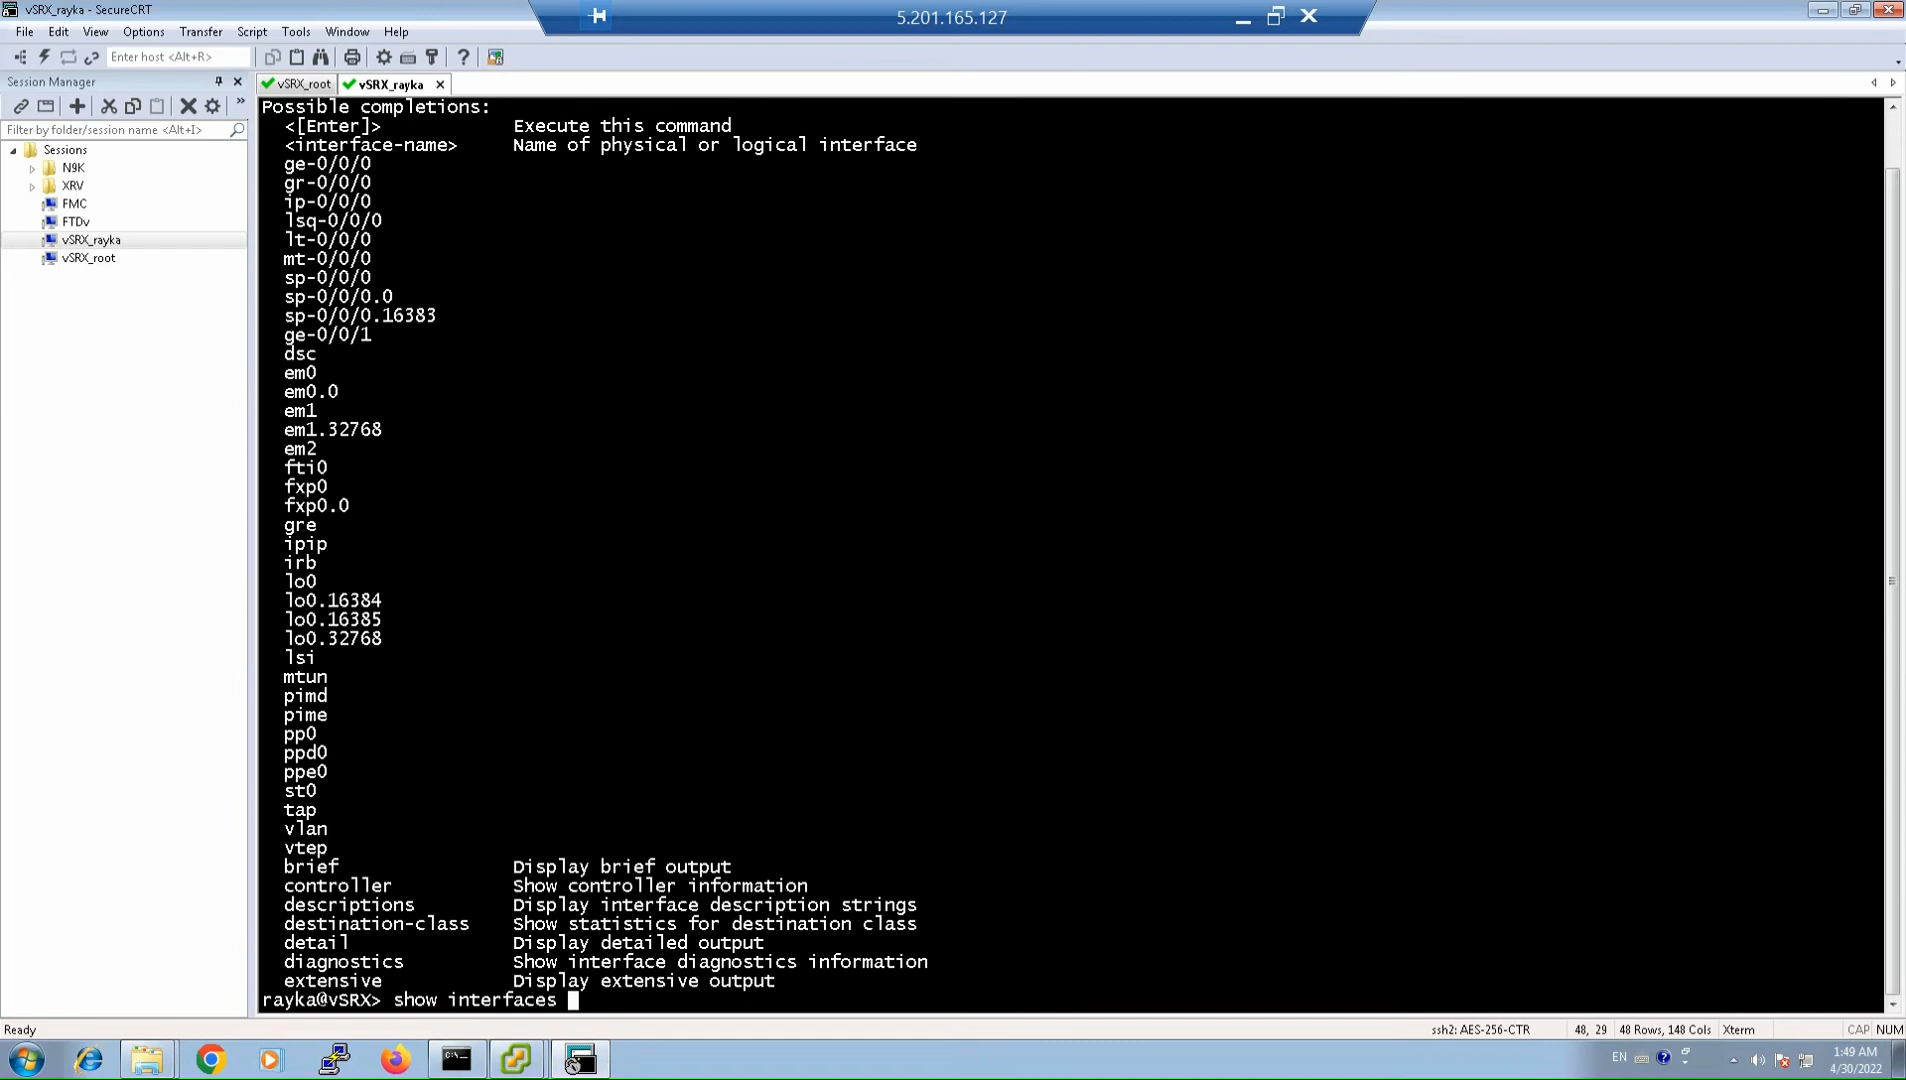 vSRX_rayka - SecureCRT
5.201.165.127
File Edit View Options Transfer Script Tools Window Help
Enter host <Alt+R>
Session Manager
vSRX_root vSRX_rayka
Filter by folder/session name <Alt+I>
Sessions
N9K
XRV
FMC
FTDv
vSRX_rayka
vSRX_root
Possible completions:
<[Enter]> Execute this command
<interface-name> Name of physical or logical interface
ge-0/0/0
gr-0/0/0
ip-0/0/0
lsq-0/0/0
lt-0/0/0
mt-0/0/0
sp-0/0/0
sp-0/0/0.0
sp-0/0/0.16383
ge-0/0/1
dsc
em0
em0.0
em1
em1.32768
em2
fti0
fxp0
fxp0.0
gre
ipip
irb
lo0
lo0.16384
lo0.16385
lo0.32768
lsi
mtun
pimd
pime
pp0
ppd0
ppe0
st0
tap
vlan
vtep
brief Display brief output
controller Show controller information
descriptions Display interface description strings
destination-class Show statistics for destination class
detail Display detailed output
diagnostics Show interface diagnostics information
extensive Display extensive output
rayka@vSRX> show interfaces
Ready ssh2: AES-256-CTR 48, 29 48 Rows, 148 Cols Xterm CAP NUM
EN 1:49 AM
4/30/2022